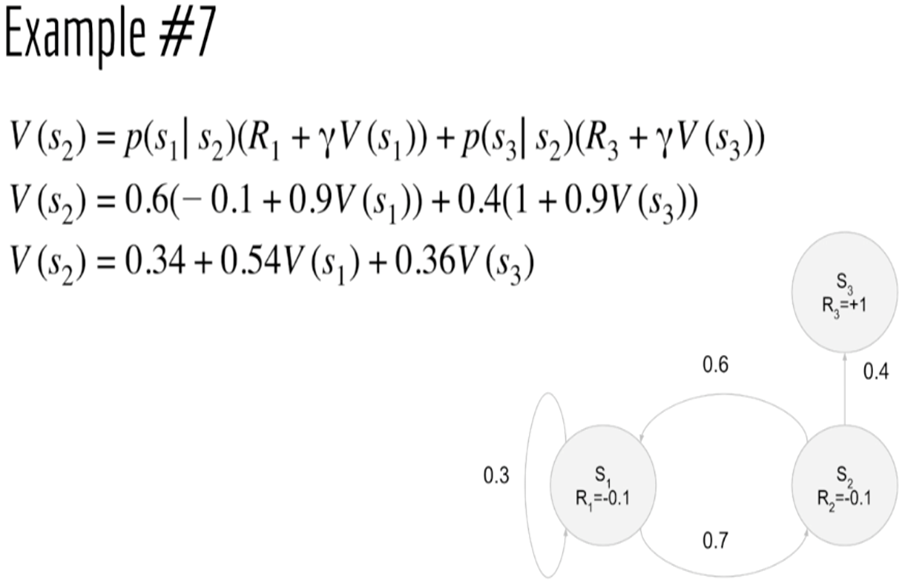 Example #7
V(s₂) = p(s₁| s₂)(R₁ + γV(s₁)) + p(s₃| s₂)(R₃ + γV(s₃))
V(s₂) = 0.6(− 0.1 + 0.9V(s₁)) + 0.4(1 + 0.9V(s₃))
V(s₂) = 0.34 + 0.54V(s₁) + 0.36V(s₃)
S₃
R₃=+1
0.6
0.4
0.3
S₁
R₁=-0.1
S₂
R₂=-0.1
0.7